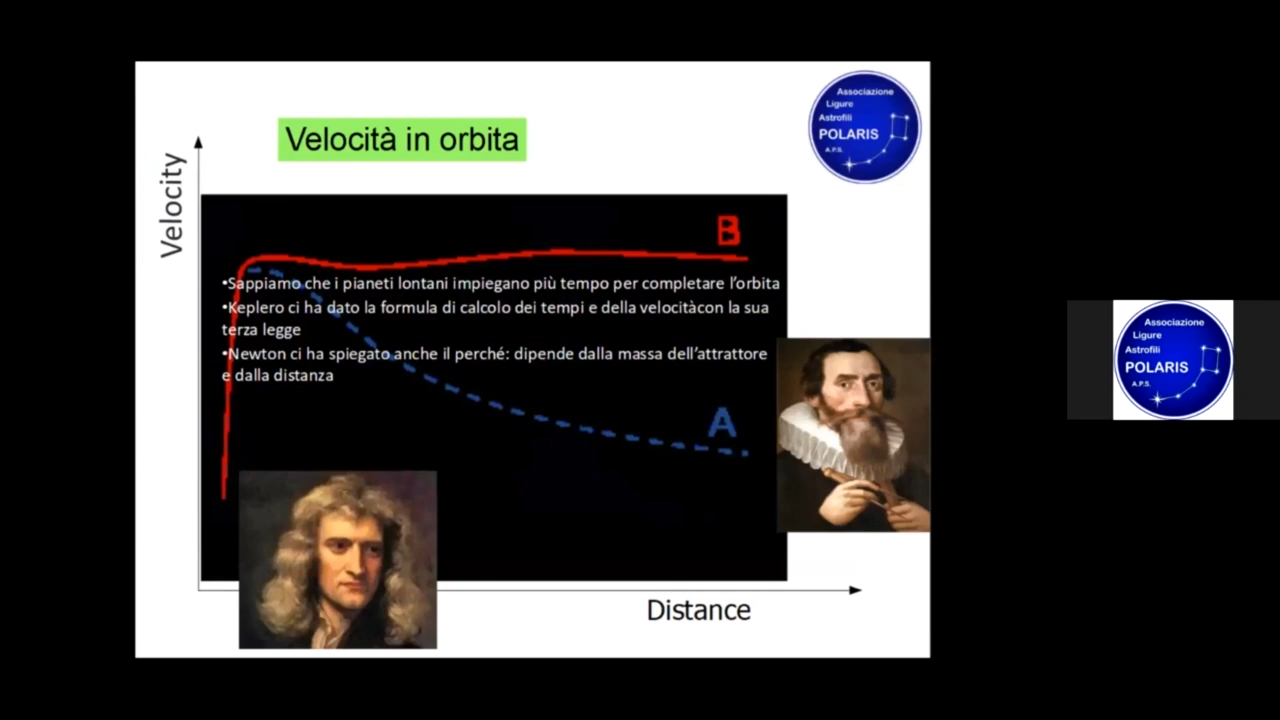 Velocità in orbita
Associazione
Ligure
Astrofili
POLARIS
A.P.S.
Velocity
B
•Sappiamo che i pianeti lontani impiegano più tempo per completare l'orbita
•Keplero ci ha dato la formula di calcolo dei tempi e della velocitàcon la sua
terza legge
•Newton ci ha spiegato anche il perché: dipende dalla massa dell'attrattore
e dalla distanza
A
Distance
Associazione
Ligure
Astrofili
POLARIS
A.P.S.